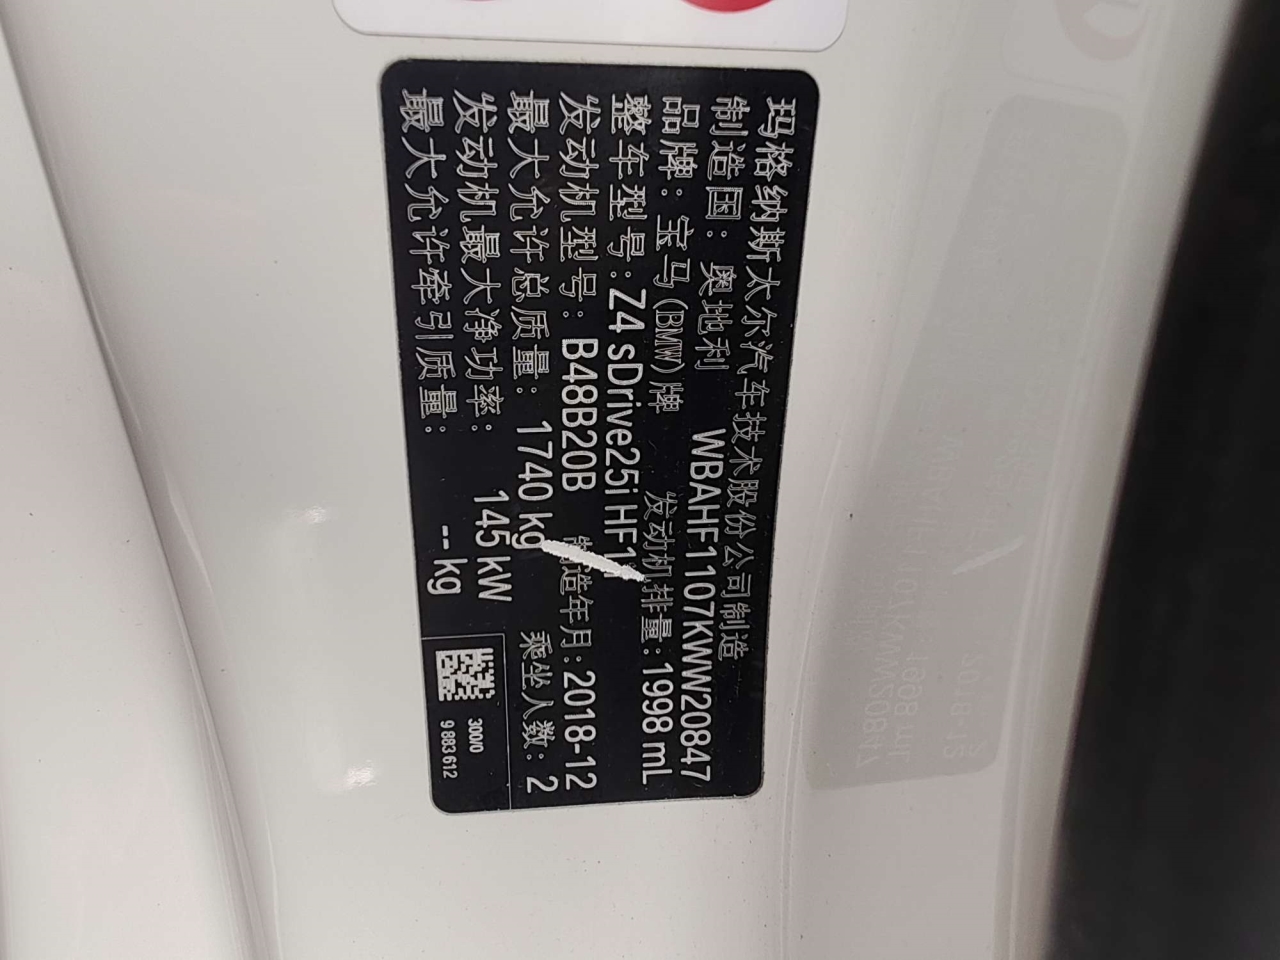 玛格纳斯太尔汽车技术股份公司制造
制造国：奥地利 WBAHF1107KWW20847
品牌：宝马(BMW)牌 发动机排量：1998 mL
整车型号：Z4 sDrive25i HF11
发动机型号：B48B20B 制造年月：2018-12
最大允许总质量：1740 kg 乘坐人数：2
发动机最大净功率：145 kW
最大允许牵引质量：-- kg
300\0
9 883 612